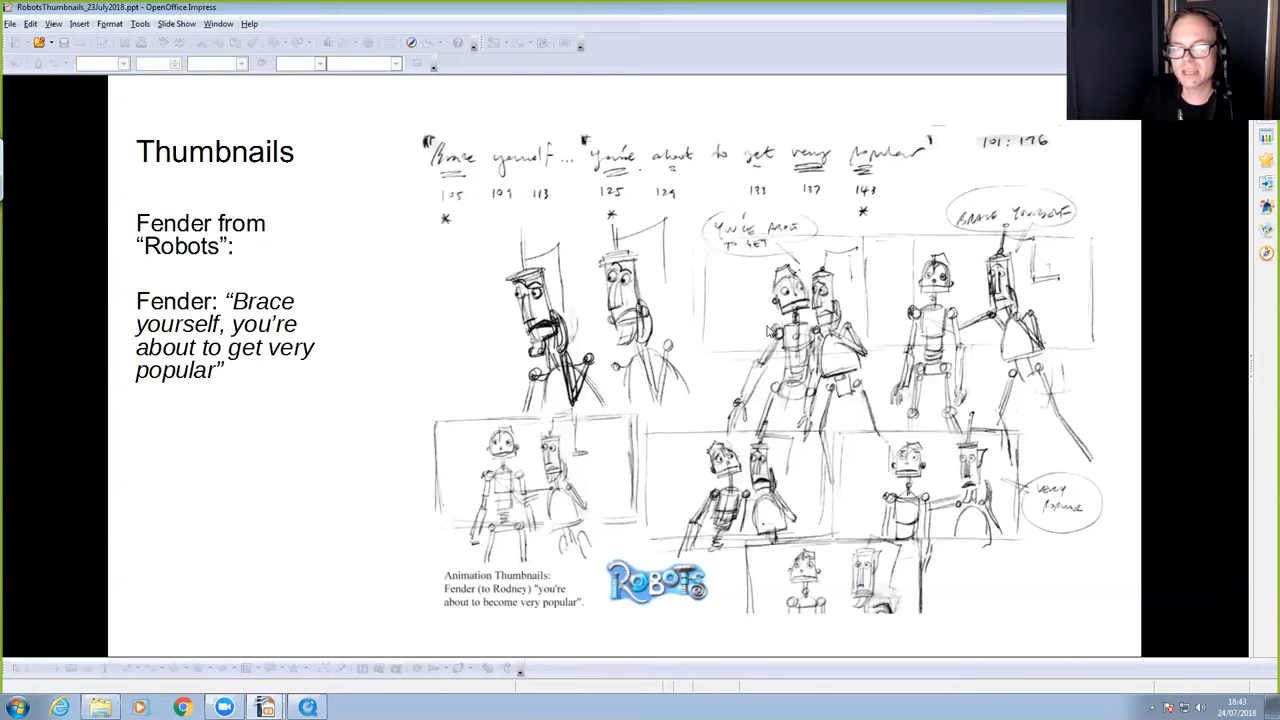 RobotsThumbnails_23July2018.ppt - OpenOffice Impress
File Edit View Insert Format Tools Slide Show Window Help
Thumbnails
Fender from
“Robots”:
Fender: “Brace
yourself, you’re
about to get very
popular”
"Brace yourself... "You're about to get very popular"
101: 176
105 109 113 125 129 133 137 143
* * *
YOU'RE ABOUT
TO GET
BRACE YOURSELF
VERY
POPULAR
Animation Thumbnails:
Fender (to Rodney) "you're
about to become very popular".
ROBOTS
18:43
24/07/2018